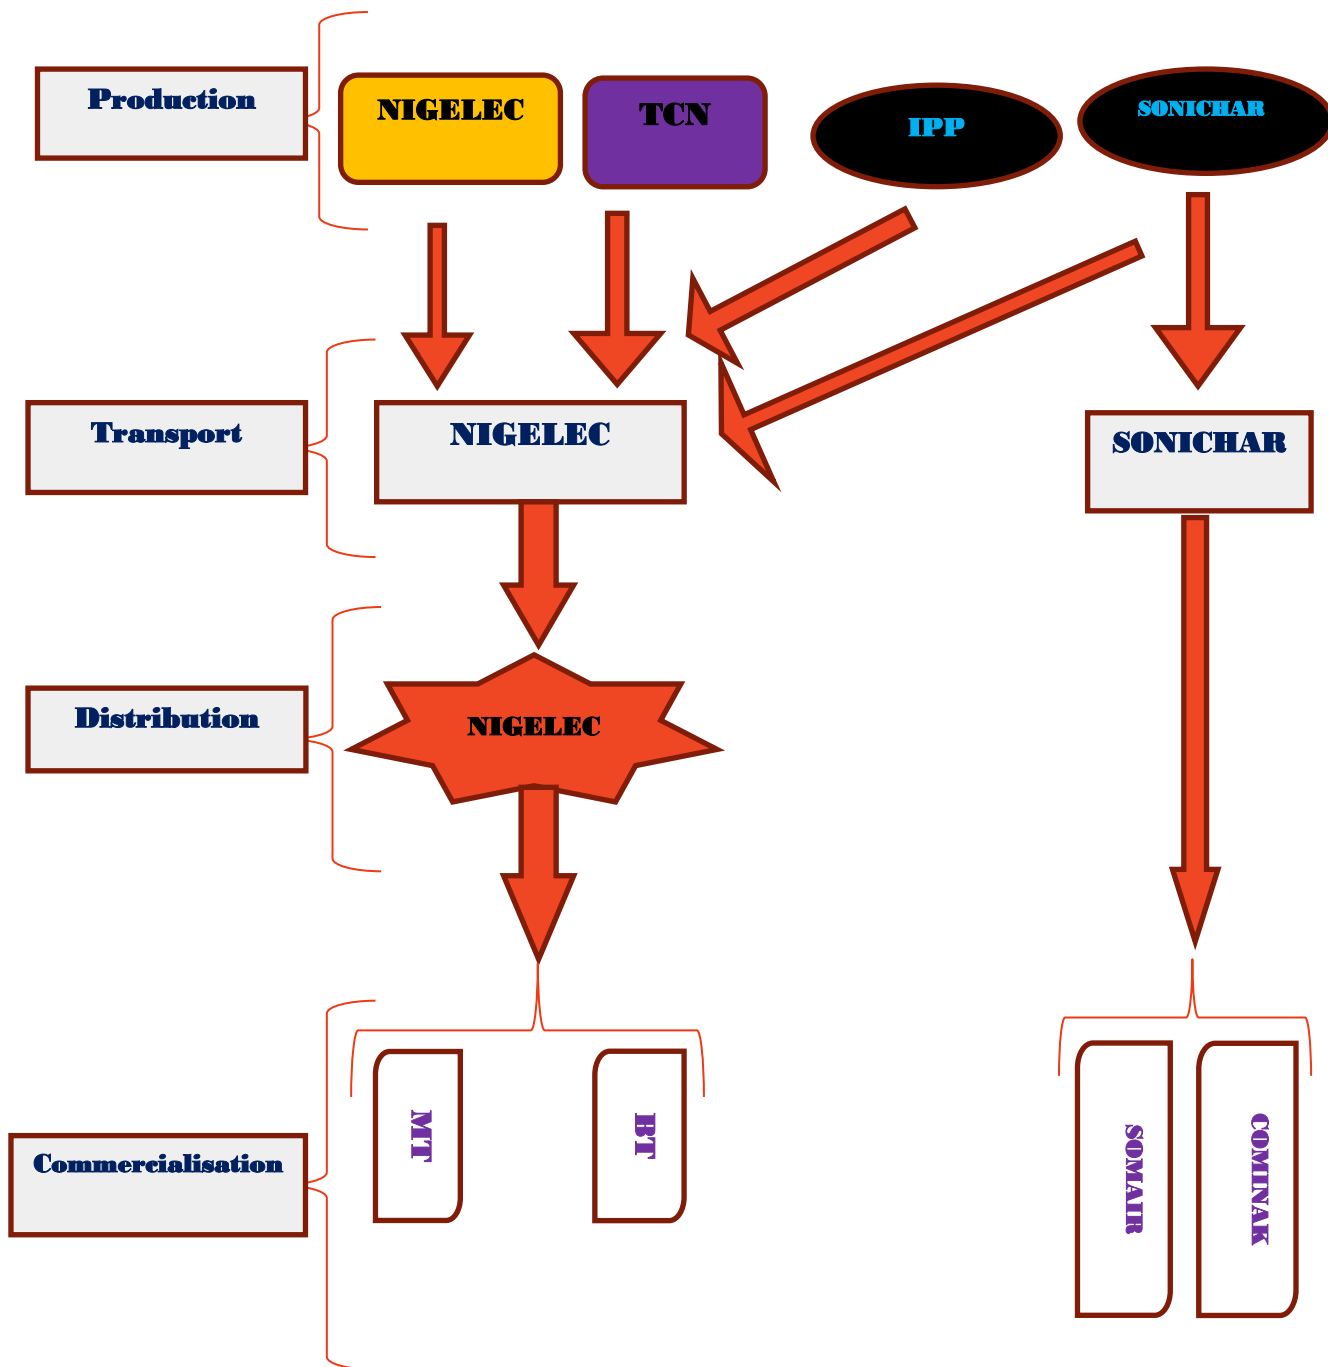 Production
NIGELEC
TCN
IPP
SONICHAR
Transport
NIGELEC
SONICHAR
Distribution
NIGELEC
Commercialisation
MT
BT
SOMAIR
COMINAK